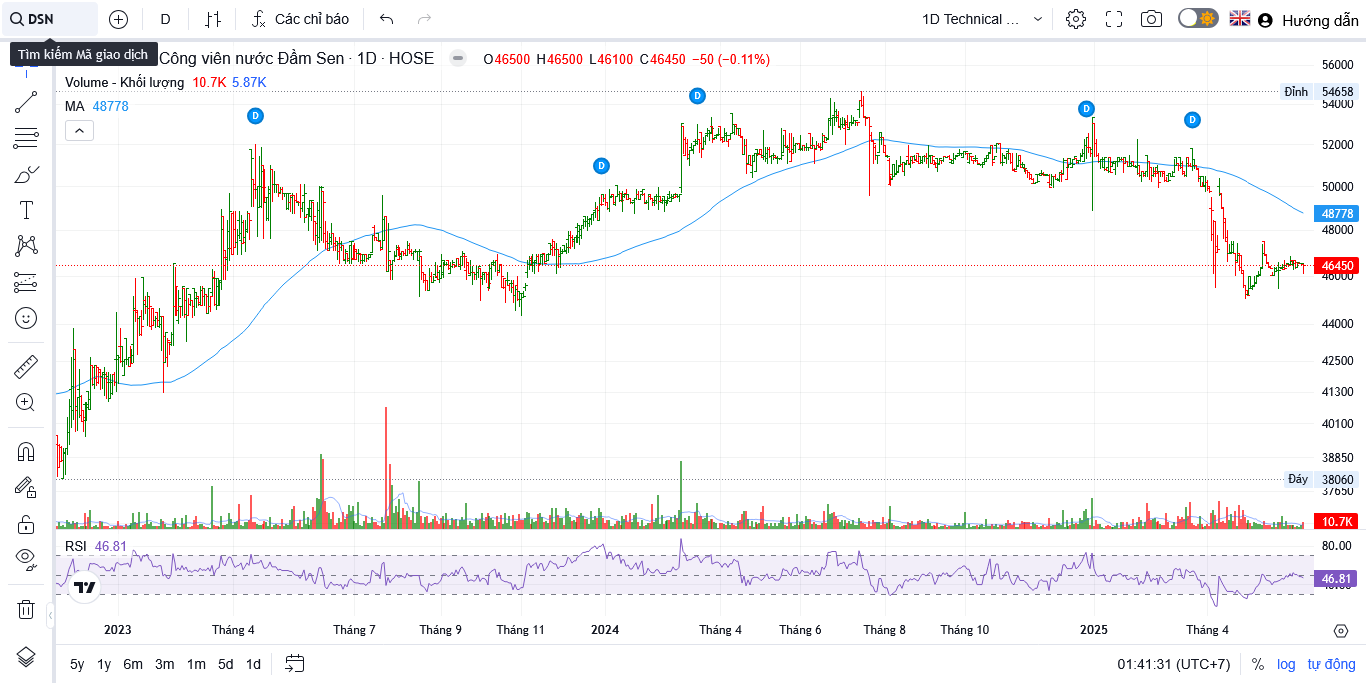 DSN
D
Các chỉ báo
1D Technical ...
Hướng dẫn
Tìm kiếm Mã giao dịch
Công viên nước Đầm Sen · 1D · HOSE
O46500 H46500 L46100 C46450 −50 (−0.11%)
Volume - Khối lượng 10.7K 5.87K
MA 48778
D
D
D
D
D
56000
Đỉnh 54658
54000
52000
50000
48778
48000
46450
46000
44000
42500
41300
40100
38850
Đáy 38060
37650
10.7K
RSI 46.81
80.00
46.81
2023
Tháng 4
Tháng 7
Tháng 9
Tháng 11
2024
Tháng 4
Tháng 6
Tháng 8
Tháng 10
2025
Tháng 4
5y 1y 6m 3m 1m 5d 1d
01:41:31 (UTC+7)
% log tự động